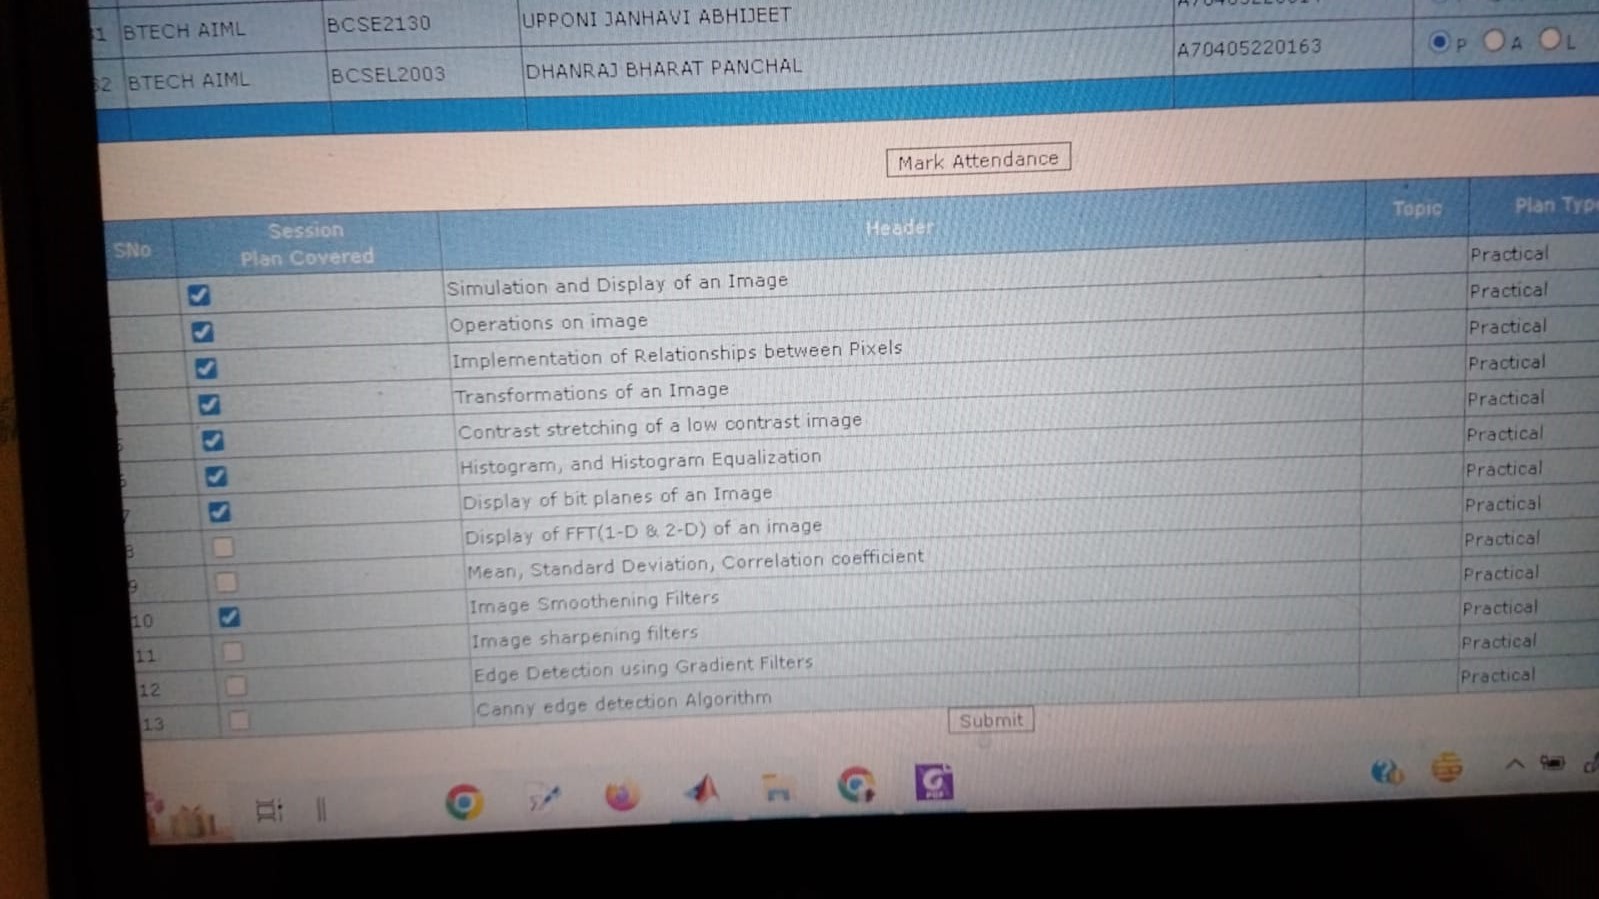 31 BTECH AIML BCSE2130 UPPONI JANHAVI ABHIJEET
32 BTECH AIML BCSEL2003 DHANRAJ BHARAT PANCHAL A70405220163 P A L
Mark Attendance
SNo Session Plan Covered Header Topic Plan Typ
Simulation and Display of an Image Practical
Operations on image Practical
Implementation of Relationships between Pixels Practical
Transformations of an Image Practical
Contrast stretching of a low contrast image Practical
Histogram, and Histogram Equalization Practical
7 Display of bit planes of an Image Practical
8 Display of FFT(1-D & 2-D) of an image Practical
9 Mean, Standard Deviation, Correlation coefficient Practical
10 Image Smoothening Filters Practical
11 Image sharpening filters Practical
12 Edge Detection using Gradient Filters Practical
13 Canny edge detection Algorithm Practical
Submit